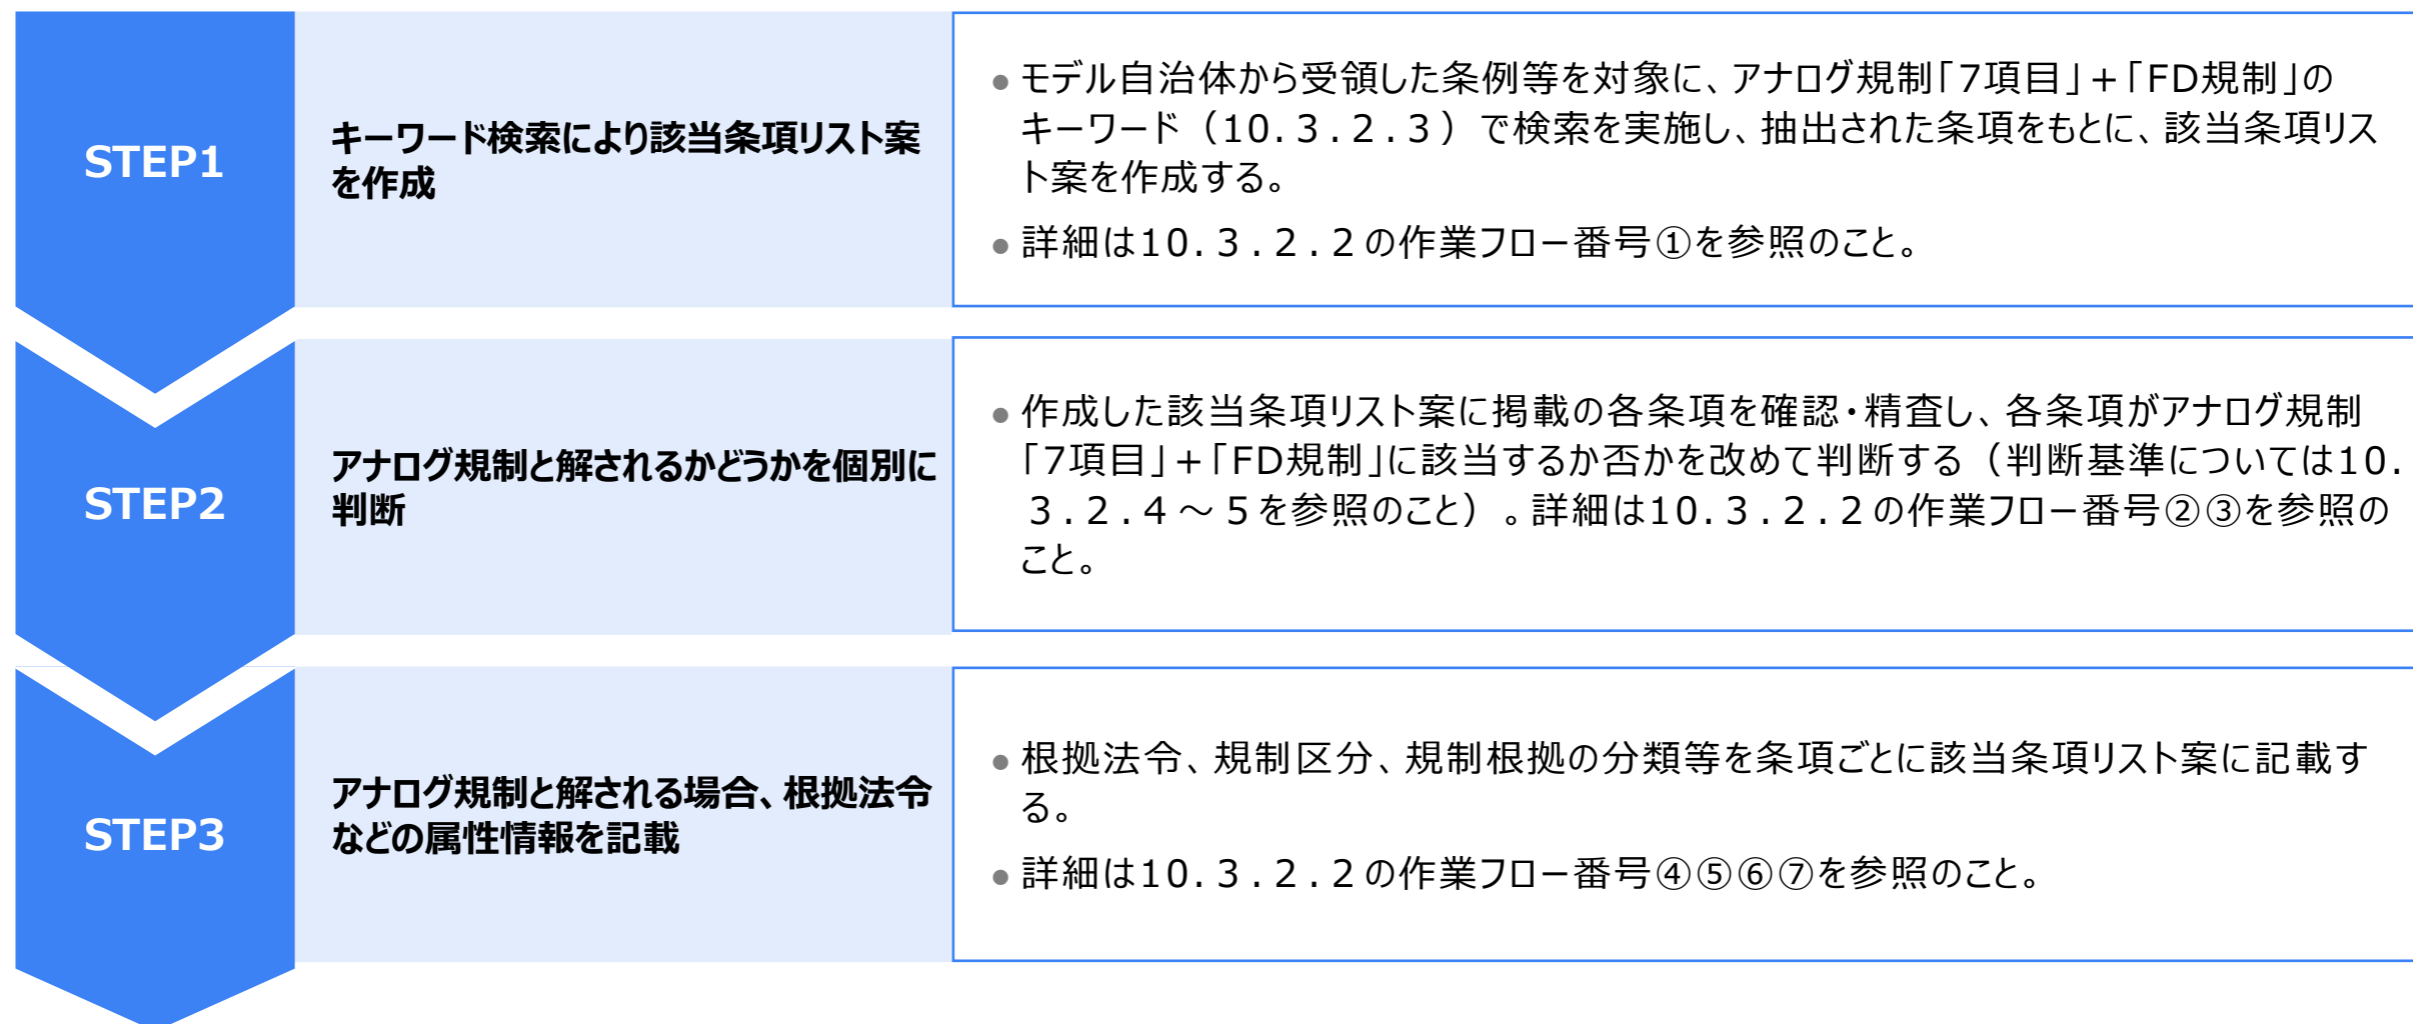 STEP1
キーワード検索により該当条項リスト案
を作成
●モデル自治体から受領した条例等を対象に、アナログ規制「7項目」+「FD規制」の
キーワード（10.3.2.3）で検索を実施し、抽出された条項をもとに、該当条項リス
ト案を作成する。
●詳細は10.3.2.2の作業フロー番号①を参照のこと。
STEP2
アナログ規制と解されるかどうかを個別に
判断
●作成した該当条項リスト案に掲載の各条項を確認・精査し、各条項がアナログ規制
「7項目」+「FD規制」に該当するか否かを改めて判断する（判断基準については10.
3.2.4～5を参照のこと）。詳細は10.3.2.2の作業フロー番号②③を参照の
こと。
STEP3
アナログ規制と解される場合、根拠法令
などの属性情報を記載
●根拠法令、規制区分、規制根拠の分類等を条項ごとに該当条項リスト案に記載す
る。
●詳細は10.3.2.2の作業フロー番号④⑤⑥⑦を参照のこと。